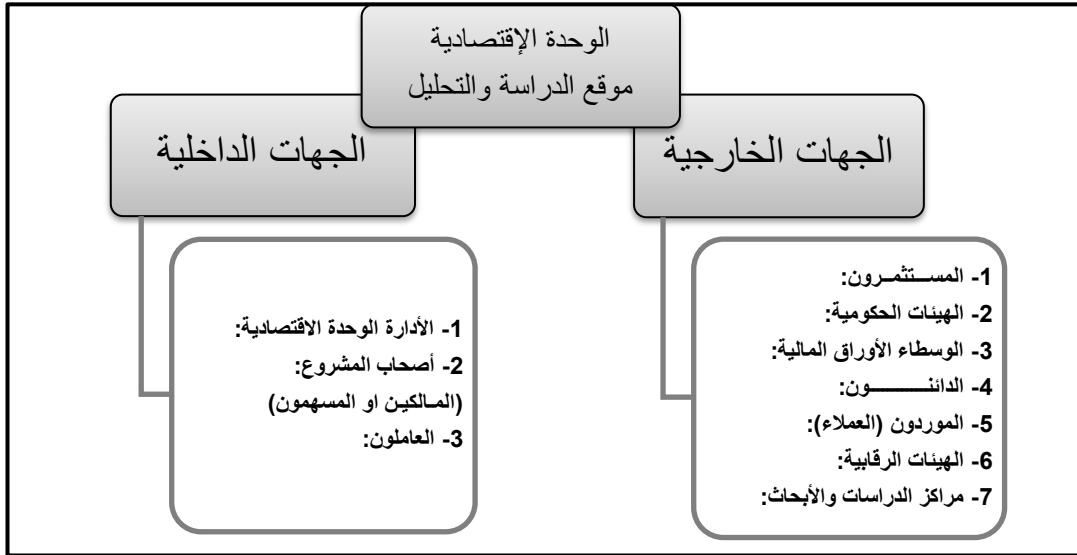 الوحدة الإقتصادية
موقع الدراسة والتحليل
الجهات الخارجية
1- المســتثمــرون:
2- الهيئات الحكومية:
3- الوسطاء الأوراق المالية:
4- الدائنـــــــــون:
5- الموردون (العملاء):
6- الهيئات الرقابية:
7- مراكز الدراسات والأبحاث:
الجهات الداخلية
1- الأدارة الوحدة الاقتصادية:
2- أصحاب المشروع:
(المـالكيـن او المسهمون)
3- العاملون: